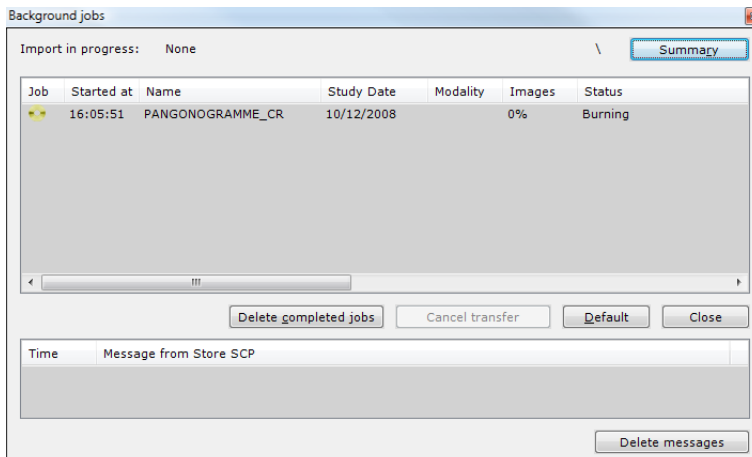 Background jobs
Import in progress: None \ Summary
Job Started at Name Study Date Modality Images Status
16:05:51 PANGONOGRAMME_CR 10/12/2008 0% Burning
Delete completed jobs Cancel transfer Default Close
Time Message from Store SCP
Delete messages